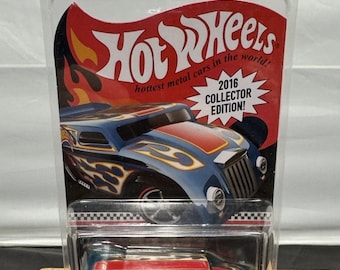 Hot Wheels
hottest metal cars in the world!
2016
COLLECTOR
EDITION!